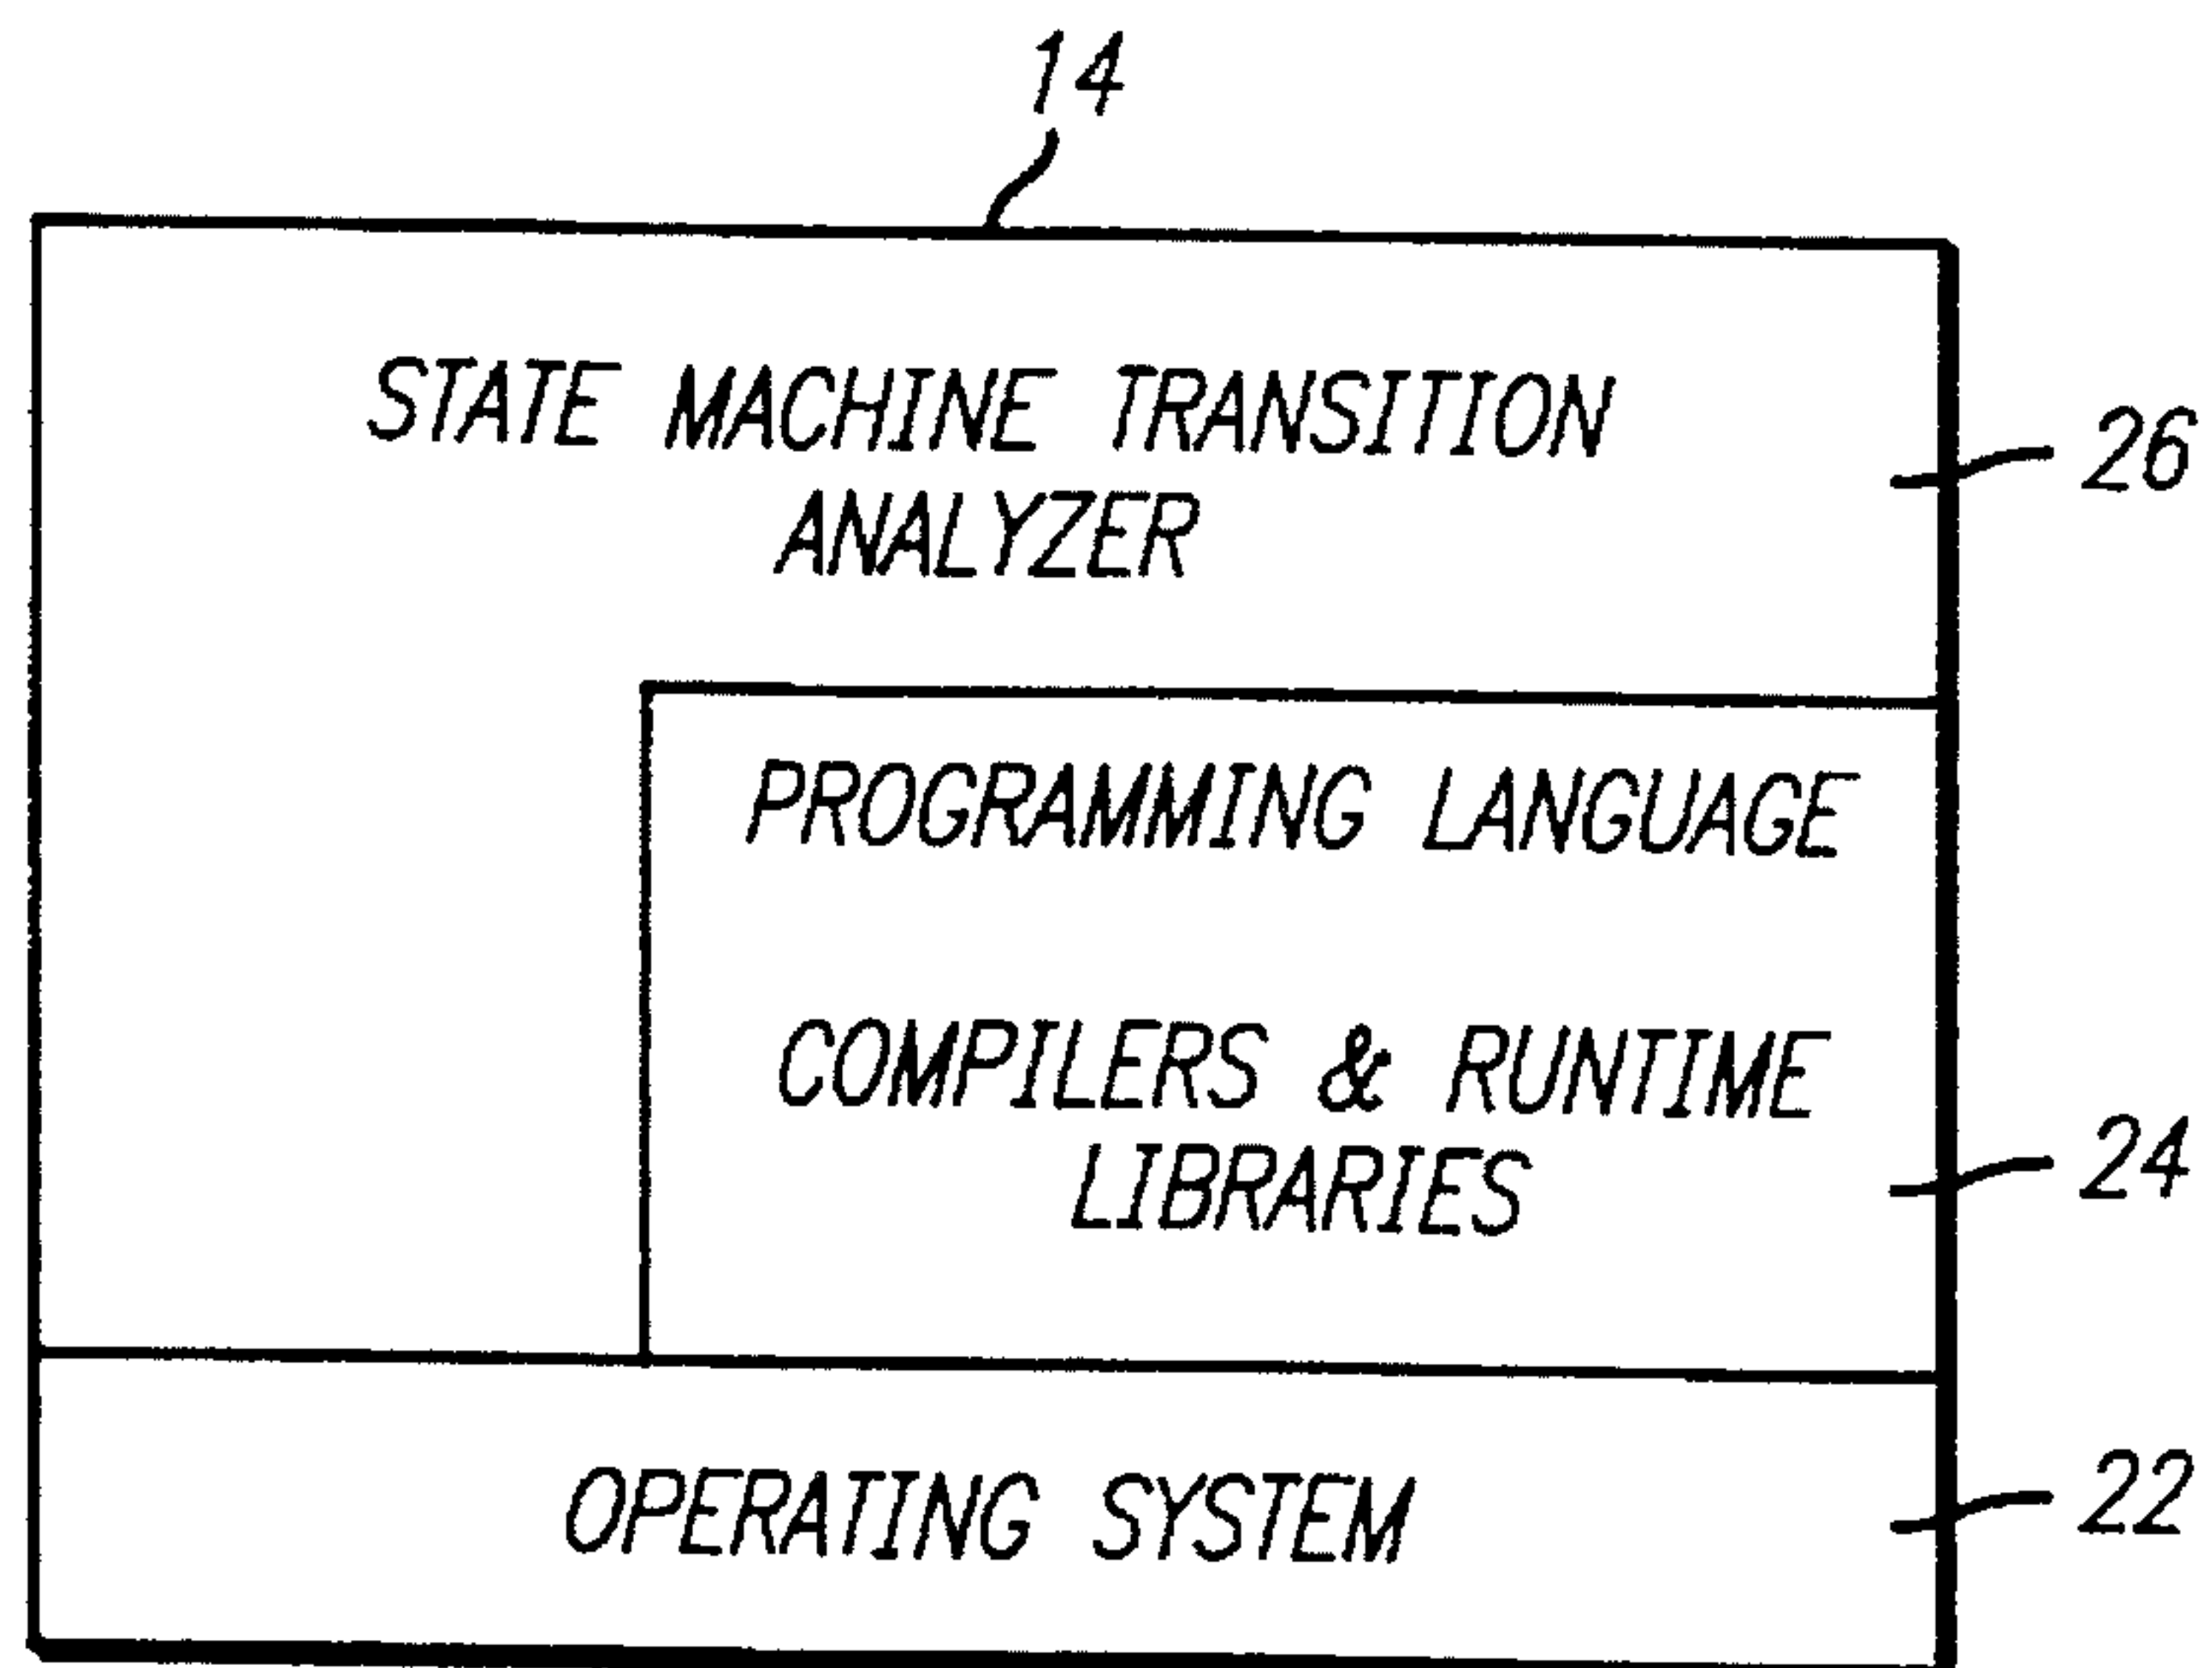 14
STATE MACHINE TRANSITION
ANALYZER
26
PROGRAMMING LANGUAGE
COMPILERS & RUNTIME
LIBRARIES
24
OPERATING SYSTEM
22